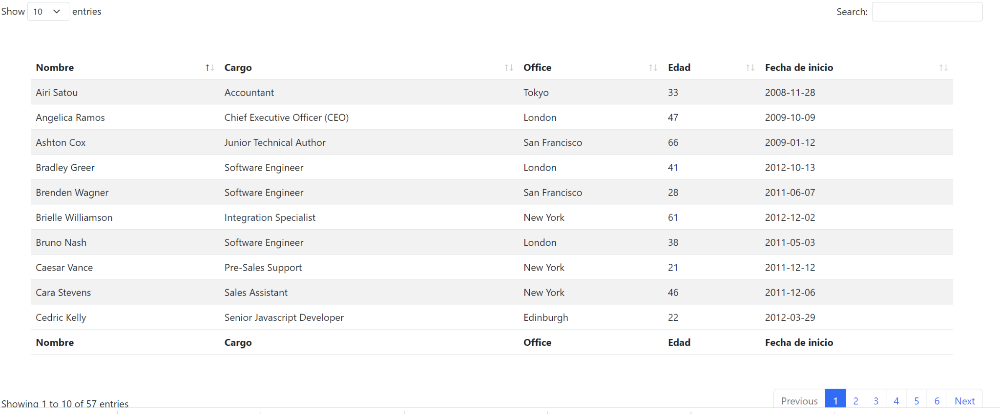 Show 10 entries Search:
Nombre Cargo Office Edad Fecha de inicio
Airi Satou Accountant Tokyo 33 2008-11-28
Angelica Ramos Chief Executive Officer (CEO) London 47 2009-10-09
Ashton Cox Junior Technical Author San Francisco 66 2009-01-12
Bradley Greer Software Engineer London 41 2012-10-13
Brenden Wagner Software Engineer San Francisco 28 2011-06-07
Brielle Williamson Integration Specialist New York 61 2012-12-02
Bruno Nash Software Engineer London 38 2011-05-03
Caesar Vance Pre-Sales Support New York 21 2011-12-12
Cara Stevens Sales Assistant New York 46 2011-12-06
Cedric Kelly Senior Javascript Developer Edinburgh 22 2012-03-29
Nombre Cargo Office Edad Fecha de inicio
Showing 1 to 10 of 57 entries Previous 1 2 3 4 5 6 Next